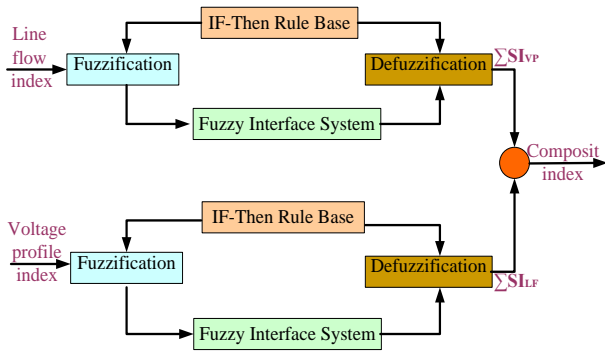 IF-Then Rule Base
Line
flow
index
Fuzzification
Defuzzification
∑SIVP
Fuzzy Interface System
Composit
index
IF-Then Rule Base
Voltage
profile
index
Fuzzification
Defuzzification
∑SILF
Fuzzy Interface System